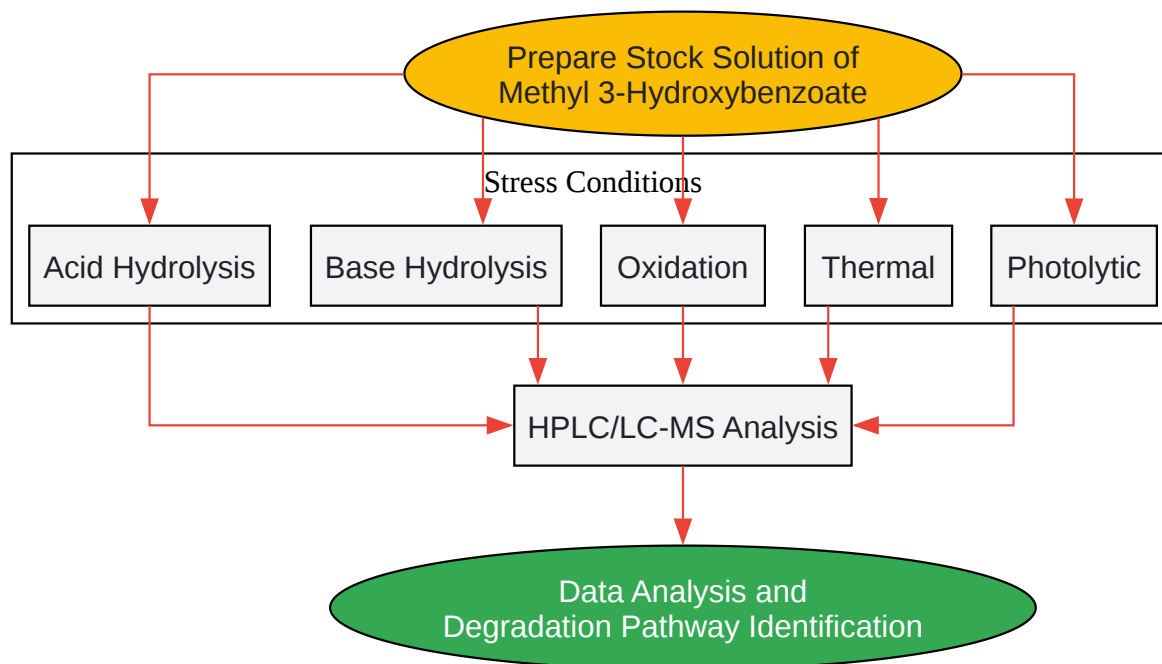 Prepare Stock Solution of
Methyl 3-Hydroxybenzoate
Stress Conditions
Acid Hydrolysis
Base Hydrolysis
Oxidation
Thermal
Photolytic
HPLC/LC-MS Analysis
Data Analysis and
Degradation Pathway Identification